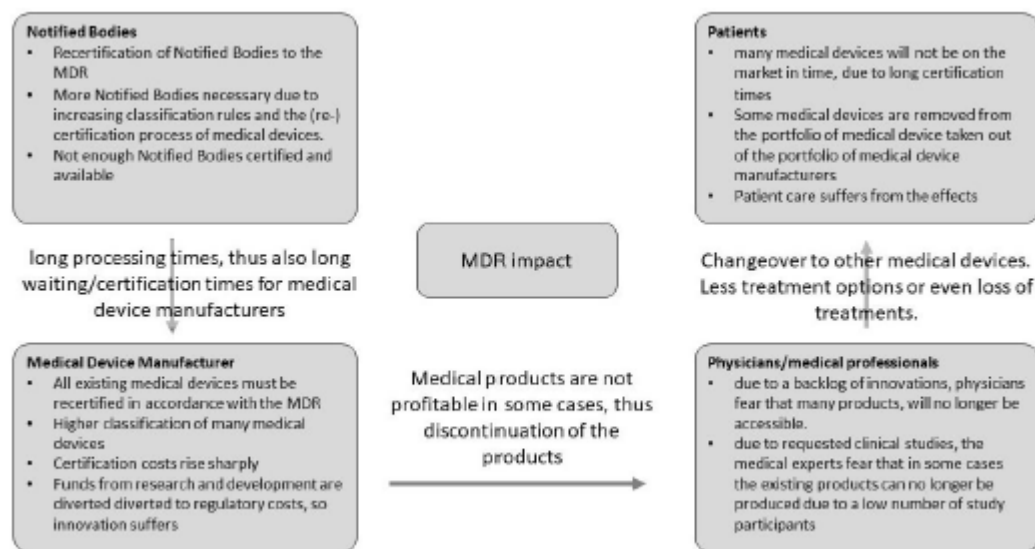 Notified Bodies
• Recertification of Notified Bodies to the
MDR
• More Notified Bodies necessary due to
increasing classification rules and the (re-)
certification process of medical devices.
• Not enough Notified Bodies certified and
available
long processing times, thus also long
waiting/certification times for medical
device manufacturers
Medical Device Manufacturer
• All existing medical devices must be
recertified in accordance with the MDR
• Higher classification of many medical
devices
• Certification costs rise sharply
• Funds from research and development are
diverted diverted to regulatory costs, so
innovation suffers
MDR impact
Medical products are not
profitable in some cases, thus
discontinuation of the
products
Patients
• many medical devices will not be on the
market in time, due to long certification
times
• Some medical devices are removed from
the portfolio of medical device taken out
of the portfolio of medical device
manufacturers
• Patient care suffers from the effects
Changeover to other medical devices.
Less treatment options or even loss of
treatments.
Physicians/medical professionals
• due to a backlog of innovations, physicians
fear that many products, will no longer be
accessible.
• due to requested clinical studies, the
medical experts fear that in some cases
the existing products can no longer be
produced due to a low number of study
participants